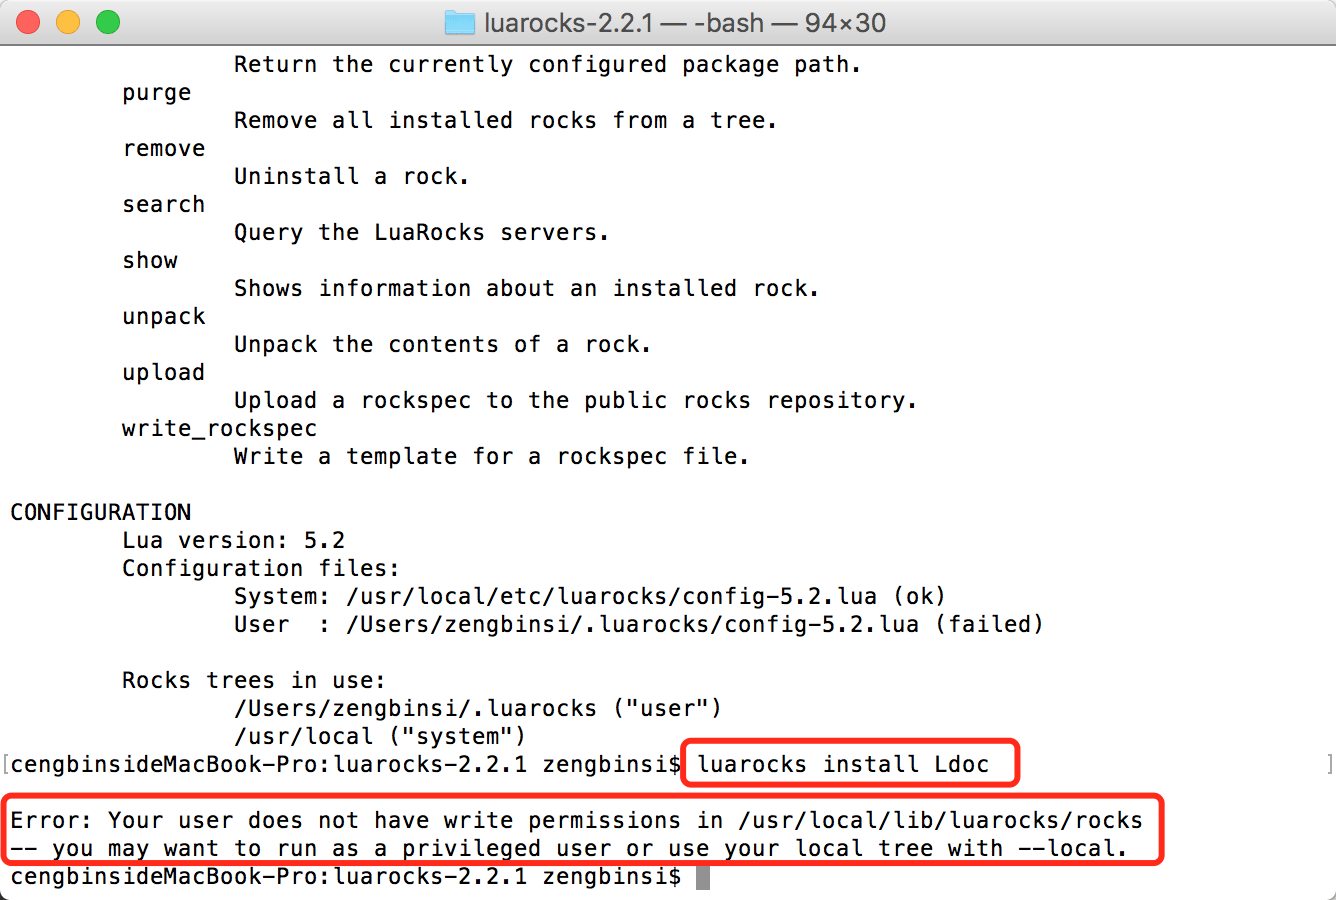 luarocks-2.2.1 — -bash — 94×30
Return the currently configured package path.
purge
Remove all installed rocks from a tree.
remove
Uninstall a rock.
search
Query the LuaRocks servers.
show
Shows information about an installed rock.
unpack
Unpack the contents of a rock.
upload
Upload a rockspec to the public rocks repository.
write_rockspec
Write a template for a rockspec file.
CONFIGURATION
Lua version: 5.2
Configuration files:
System: /usr/local/etc/luarocks/config-5.2.lua (ok)
User  : /Users/zengbinsi/.luarocks/config-5.2.lua (failed)
Rocks trees in use:
/Users/zengbinsi/.luarocks ("user")
/usr/local ("system")
[cengbinsideMacBook-Pro:luarocks-2.2.1 zengbinsi$ luarocks install Ldoc ]
Error: Your user does not have write permissions in /usr/local/lib/luarocks/rocks
-- you may want to run as a privileged user or use your local tree with --local.
cengbinsideMacBook-Pro:luarocks-2.2.1 zengbinsi$